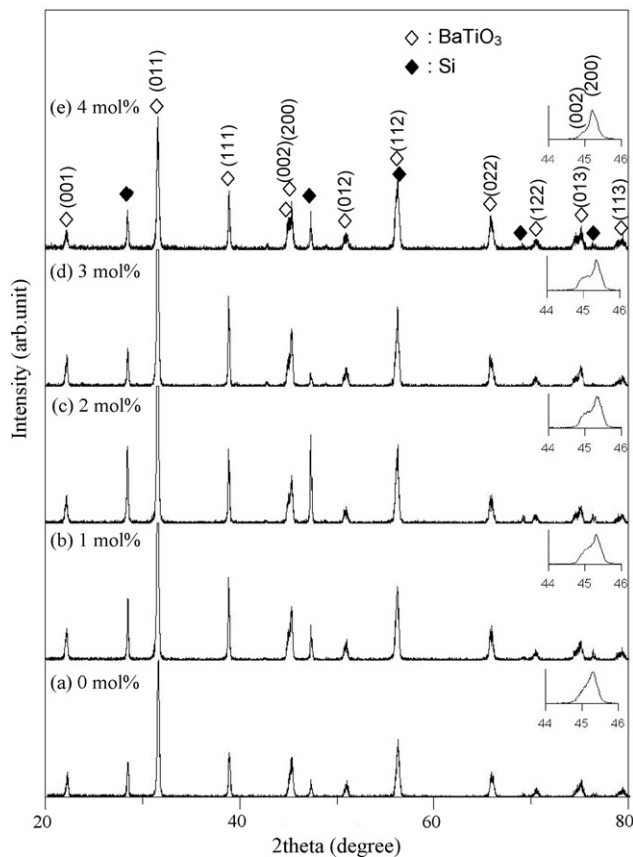 ◇ : BaTiO₃
◆ : Si
(e) 4 mol%
(001)
(011)
(111)
(002)
(200)
(012)
(112)
(022)
(122)
(013)
(113)
(002)
(200)
44 45 46
(d) 3 mol%
44 45 46
(c) 2 mol%
44 45 46
(b) 1 mol%
44 45 46
(a) 0 mol%
44 45 46
Intensity (arb.unit)
20 40 60 80
2theta (degree)